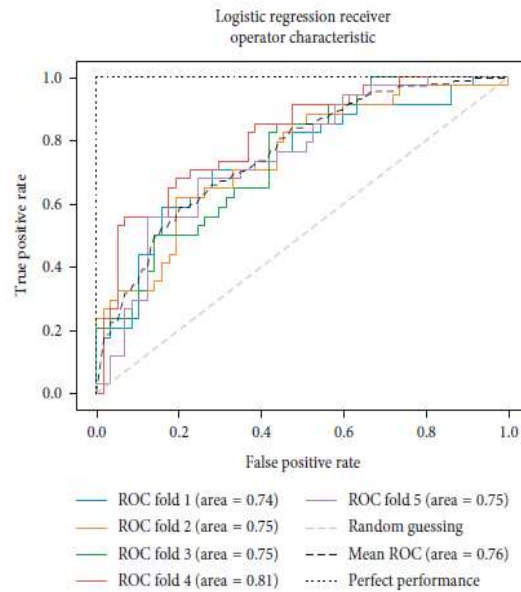 Logistic regression receiver
operator characteristic
1.0
0.8
0.6
0.4
0.2
0.0
True positive rate
0.0 0.2 0.4 0.6 0.8 1.0
False positive rate
ROC fold 1 (area = 0.74)
ROC fold 2 (area = 0.75)
ROC fold 3 (area = 0.75)
ROC fold 4 (area = 0.81)
ROC fold 5 (area = 0.75)
Random guessing
Mean ROC (area = 0.76)
Perfect performance